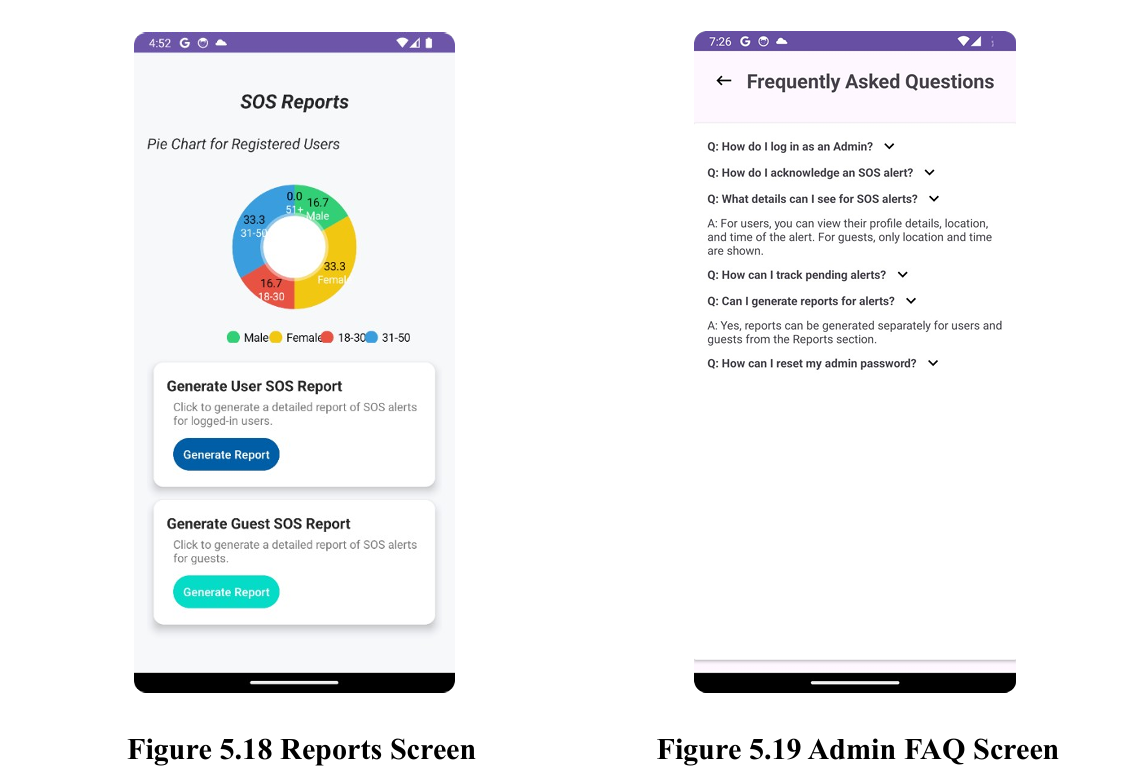 4:52
SOS Reports
Pie Chart for Registered Users
0.0
51+
16.7
Male
33.3
31-50
33.3
Female
16.7
18-30
Male Female 18-30 31-50
Generate User SOS Report
Click to generate a detailed report of SOS alerts
for logged-in users.
Generate Report
Generate Guest SOS Report
Click to generate a detailed report of SOS alerts
for guests.
Generate Report
Figure 5.18 Reports Screen
7:26
Frequently Asked Questions
Q: How do I log in as an Admin?
Q: How do I acknowledge an SOS alert?
Q: What details can I see for SOS alerts?
A: For users, you can view their profile details, location,
and time of the alert. For guests, only location and time
are shown.
Q: How can I track pending alerts?
Q: Can I generate reports for alerts?
A: Yes, reports can be generated separately for users and
guests from the Reports section.
Q: How can I reset my admin password?
Figure 5.19 Admin FAQ Screen